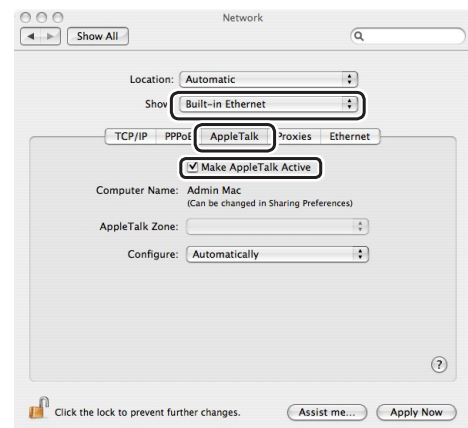 Network
Show All
Location: Automatic
Show Built-in Ethernet
TCP/IP PPPoE AppleTalk Proxies Ethernet
Make AppleTalk Active
Computer Name: Admin Mac
(Can be changed in Sharing Preferences)
AppleTalk Zone:
Configure: Automatically
?
Click the lock to prevent further changes. Assist me... Apply Now